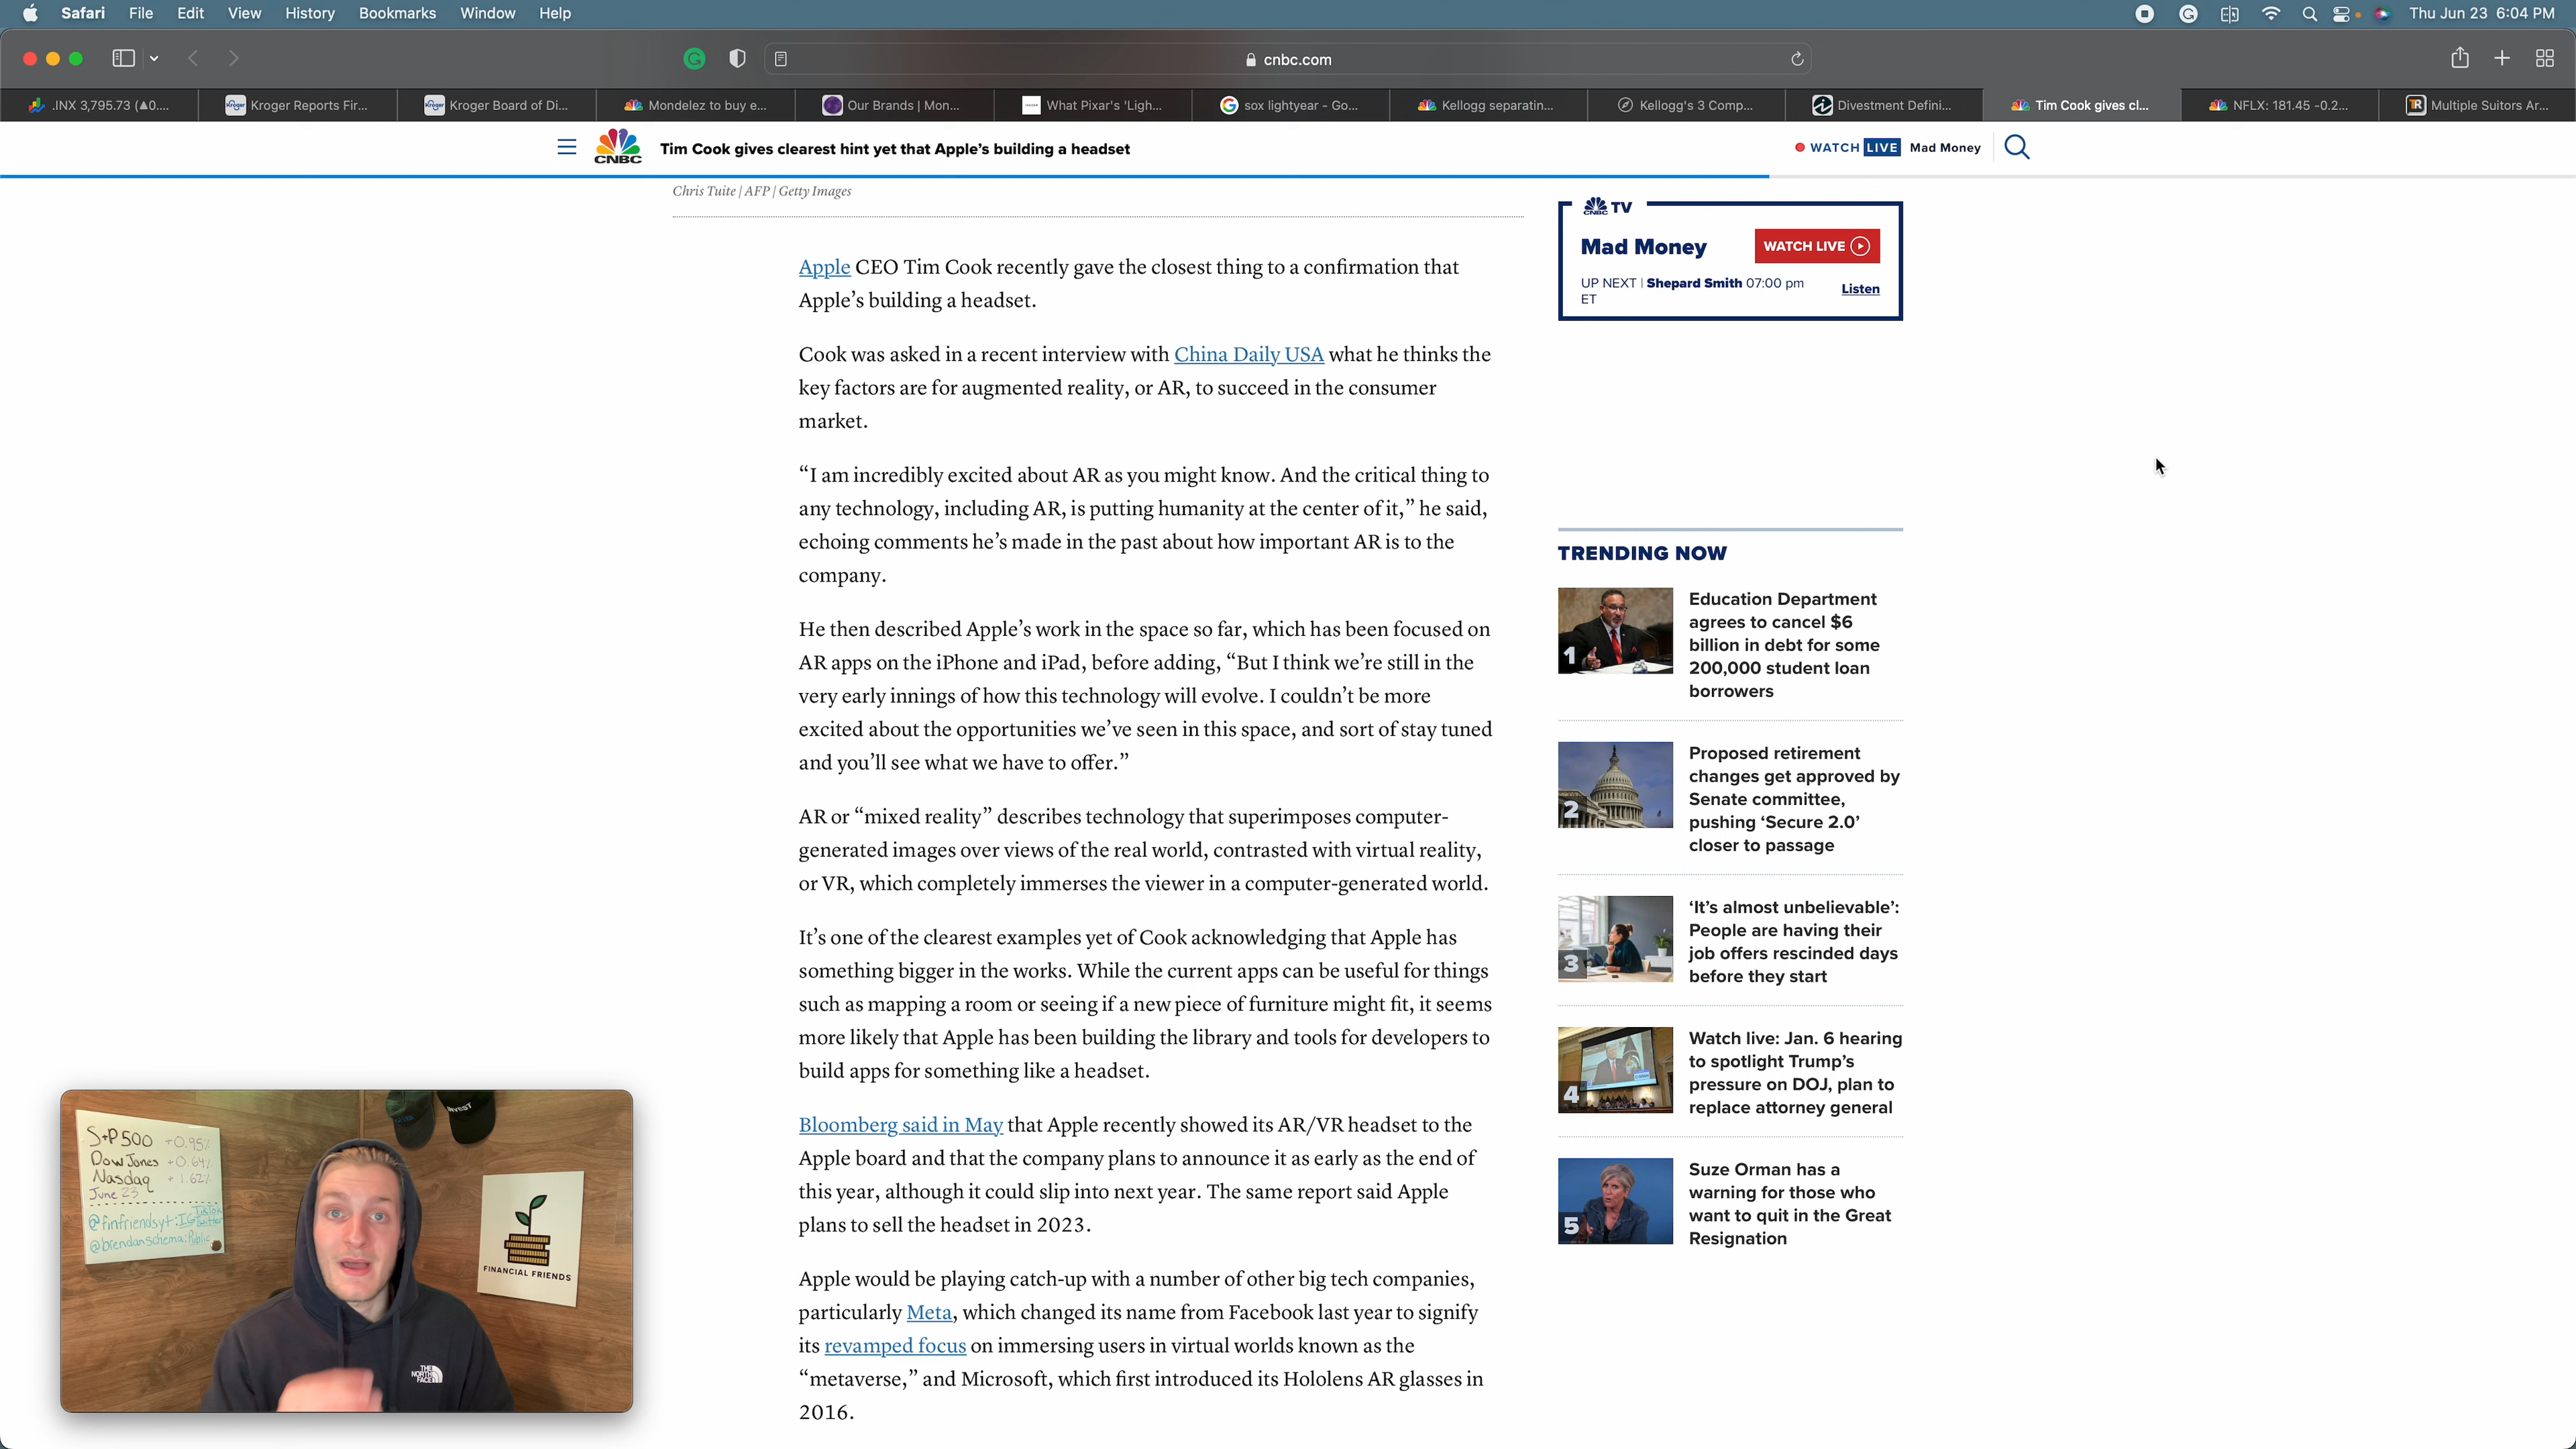 Safari File Edit View History Bookmarks Window Help
Thu Jun 23 6:04 PM
cnbc.com
.INX 3,795.73 (▲0....
Kroger Reports Fir...
Kroger Board of Di...
Mondelez to buy e...
Our Brands | Mon...
What Pixar's 'Ligh...
sox lightyear - Go...
Kellogg separatin...
Kellogg's 3 Comp...
Divestment Defini...
Tim Cook gives cl...
NFLX: 181.45 -0.2...
Multiple Suitors Ar...
CNBC
Tim Cook gives clearest hint yet that Apple’s building a headset
WATCH LIVE Mad Money
Chris Tuite | AFP | Getty Images
Apple CEO Tim Cook recently gave the closest thing to a confirmation that
Apple’s building a headset.
Cook was asked in a recent interview with China Daily USA what he thinks the
key factors are for augmented reality, or AR, to succeed in the consumer
market.
“I am incredibly excited about AR as you might know. And the critical thing to
any technology, including AR, is putting humanity at the center of it,” he said,
echoing comments he’s made in the past about how important AR is to the
company.
He then described Apple’s work in the space so far, which has been focused on
AR apps on the iPhone and iPad, before adding, “But I think we’re still in the
very early innings of how this technology will evolve. I couldn’t be more
excited about the opportunities we’ve seen in this space, and sort of stay tuned
and you’ll see what we have to offer.”
AR or “mixed reality” describes technology that superimposes computer-
generated images over views of the real world, contrasted with virtual reality,
or VR, which completely immerses the viewer in a computer-generated world.
It’s one of the clearest examples yet of Cook acknowledging that Apple has
something bigger in the works. While the current apps can be useful for things
such as mapping a room or seeing if a new piece of furniture might fit, it seems
more likely that Apple has been building the library and tools for developers to
build apps for something like a headset.
Bloomberg said in May that Apple recently showed its AR/VR headset to the
Apple board and that the company plans to announce it as early as the end of
this year, although it could slip into next year. The same report said Apple
plans to sell the headset in 2023.
Apple would be playing catch-up with a number of other big tech companies,
particularly Meta, which changed its name from Facebook last year to signify
its revamped focus on immersing users in virtual worlds known as the
“metaverse,” and Microsoft, which first introduced its Hololens AR glasses in
2016.
CNBC TV
Mad Money
WATCH LIVE
UP NEXT | Shepard Smith 07:00 pm
ET
Listen
TRENDING NOW
1
Education Department
agrees to cancel $6
billion in debt for some
200,000 student loan
borrowers
2
Proposed retirement
changes get approved by
Senate committee,
pushing ‘Secure 2.0’
closer to passage
3
‘It’s almost unbelievable’:
People are having their
job offers rescinded days
before they start
4
Watch live: Jan. 6 hearing
to spotlight Trump’s
pressure on DOJ, plan to
replace attorney general
5
Suze Orman has a
warning for those who
want to quit in the Great
Resignation
S+P 500 +0.95%
Dow Jones +0.64%
Nasdaq +1.62%
June 23
@finfriendsyt: IG TikTok Twitter
@brendanschema: Public
INVEST
FINANCIAL FRIENDS
THE
NORTH
FACE